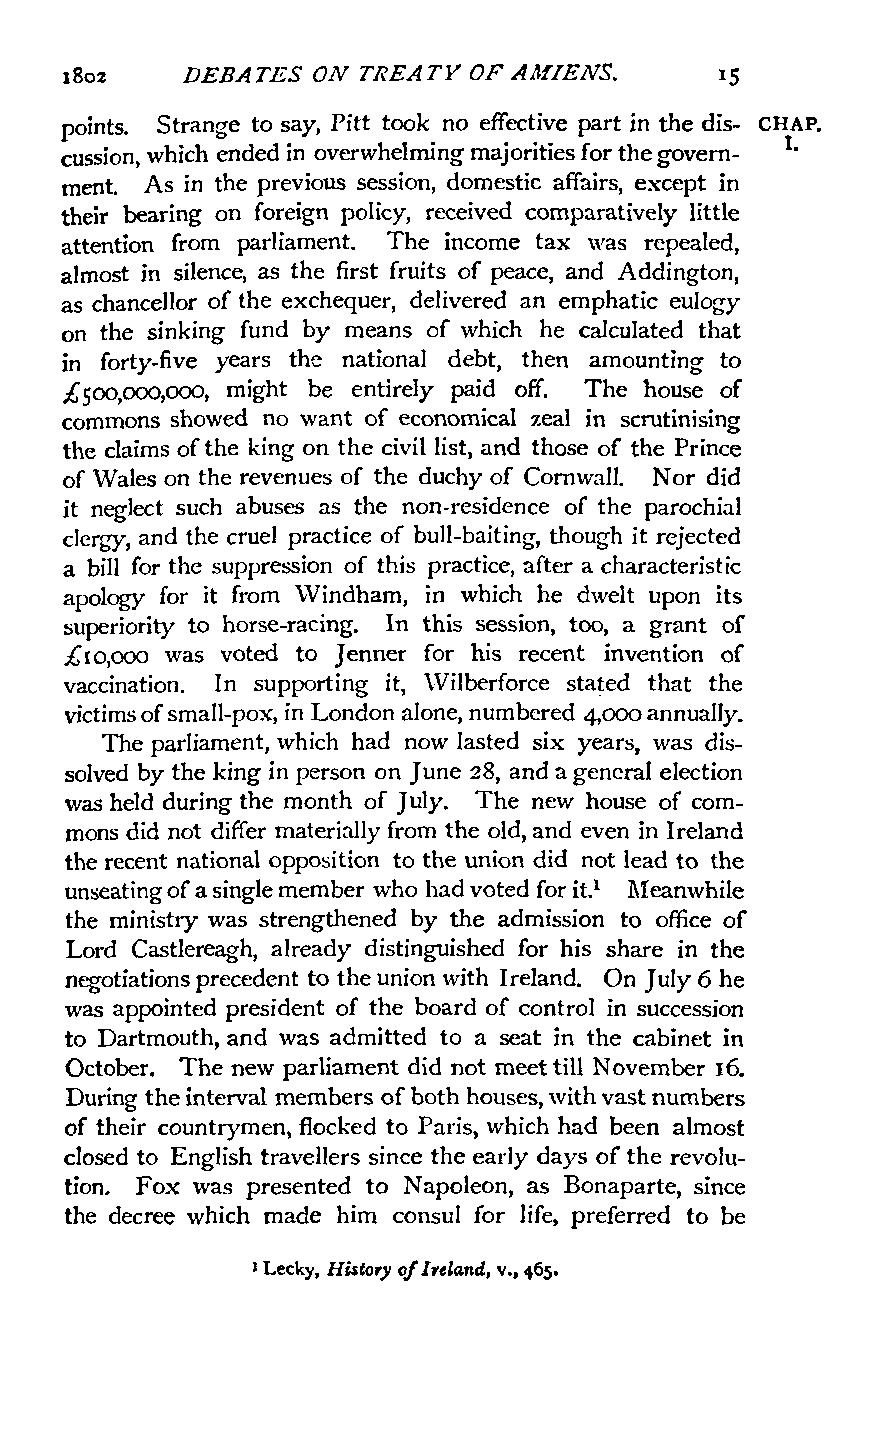 1802 DEBATES ON TREATY OF AMIENS. 15
points. Strange to say, Pitt took no effective part in the dis- CHAP.
cussion, which ended in overwhelming majorities for the govern- I.
ment. As in the previous session, domestic affairs, except in
their bearing on foreign policy, received comparatively little
attention from parliament. The income tax was repealed,
almost in silence, as the first fruits of peace, and Addington,
as chancellor of the exchequer, delivered an emphatic eulogy
on the sinking fund by means of which he calculated that
in forty-five years the national debt, then amounting to
£500,000,000, might be entirely paid off. The house of
commons showed no want of economical zeal in scrutinising
the claims of the king on the civil list, and those of the Prince
of Wales on the revenues of the duchy of Cornwall. Nor did
it neglect such abuses as the non-residence of the parochial
clergy, and the cruel practice of bull-baiting, though it rejected
a bill for the suppression of this practice, after a characteristic
apology for it from Windham, in which he dwelt upon its
superiority to horse-racing. In this session, too, a grant of
£10,000 was voted to Jenner for his recent invention of
vaccination. In supporting it, Wilberforce stated that the
victims of small-pox, in London alone, numbered 4,000 annually.
The parliament, which had now lasted six years, was dis-
solved by the king in person on June 28, and a general election
was held during the month of July. The new house of com-
mons did not differ materially from the old, and even in Ireland
the recent national opposition to the union did not lead to the
unseating of a single member who had voted for it.¹ Meanwhile
the ministry was strengthened by the admission to office of
Lord Castlereagh, already distinguished for his share in the
negotiations precedent to the union with Ireland. On July 6 he
was appointed president of the board of control in succession
to Dartmouth, and was admitted to a seat in the cabinet in
October. The new parliament did not meet till November 16.
During the interval members of both houses, with vast numbers
of their countrymen, flocked to Paris, which had been almost
closed to English travellers since the early days of the revolu-
tion. Fox was presented to Napoleon, as Bonaparte, since
the decree which made him consul for life, preferred to be
¹ Lecky, History of Ireland, v., 465.